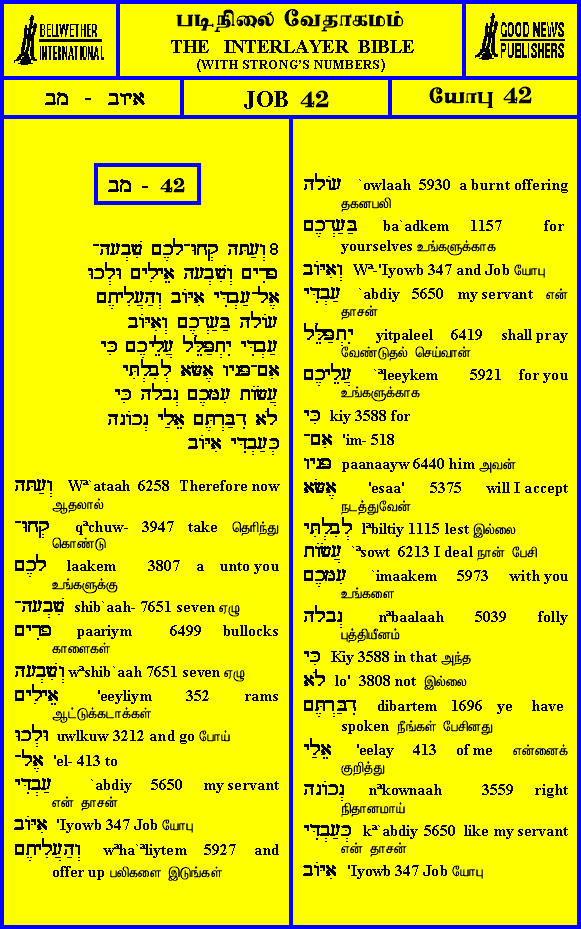 BELLWETHER
INTERNATIONAL
படிநிலை வேதாகமம்
THE INTERLAYER BIBLE
(WITH STRONG'S NUMBERS)
GOOD NEWS
PUBLISHERS
איוב - מב
JOB 42
யோபு 42
42 - מב
8 וְעַתָּה קְחוּ־לָכֶם שִׁבְעָה־
פָרִים וְשִׁבְעָה אֵילִים וּלְכוּ
אֶל־עַבְדִּי אִיּוֹב וְהַעֲלִיתֶם
עוֹלָה בַּעַדְכֶם וְאִיּוֹב
עַבְדִּי יִתְפַּלֵּל עֲלֵיכֶם כִּי
אִם־פָּנָיו אֶשָּׂא לְבִלְתִּי
עֲשׂוֹת עִמָּכֶם נְבָלָה כִּי
לֹא דִבַּרְתֶּם אֵלַי נְכוֹנָה
כְּעַבְדִּי אִיּוֹב
וְעַתָּה Wª`ataah 6258 Therefore now
ஆதலால்
קְחוּ־ qªchuw- 3947 take தெரிந்து
கொண்டு
לָכֶם laakem 3807 a unto you
உங்களுக்கு
שִׁבְעָה־ shib`aah- 7651 seven ஏழு
פָרִים paariym 6499 bullocks
காளைகள்
וְשִׁבְעָה wªshib`aah 7651 seven ஏழு
אֵילִים 'eeyliym 352 rams
ஆட்டுக்கடாக்கள்
וּלְכוּ uwlkuw 3212 and go போய்
אֶל־ 'el- 413 to
עַבְדִּי `abdiy 5650 my servant
என் தாசன்
אִיּוֹב 'Iyowb 347 Job யோபு
וְהַעֲלִיתֶם wªha`ªliytem 5927 and
offer up பலிகளை இடுங்கள்
עוֹלָה `owlaah 5930 a burnt offering
தகனபலி
בַּעַדְכֶם ba`adkem 1157 for
yourselves உங்களுக்காக
וְאִיּוֹב Wª-'Iyowb 347 and Job யோபு
עַבְדִּי `abdiy 5650 my servant என்
தாசன்
יִתְפַּלֵּל yitpaleel 6419 shall pray
வேண்டுதல் செய்வான்
עֲלֵיכֶם `ªleeykem 5921 for you
உங்களுக்காக
כִּי kiy 3588 for
אִם־ 'im- 518
פָּנָיו paanaayw 6440 him அவன்
אֶשָּׂא 'esaa' 5375 will I accept
நடத்துவேன்
לְבִלְתִּי lªbiltiy 1115 lest இல்லை
עֲשׂוֹת `ªsowt 6213 I deal நான் பேசி
עִמָּכֶם `imaakem 5973 with you
உங்களை
נְבָלָה nªbaalaah 5039 folly
புத்தியீனம்
כִּי Kiy 3588 in that அந்த
לֹא lo' 3808 not இல்லை
דִבַּרְתֶּם dibartem 1696 ye have
spoken நீங்கள் பேசினது
אֵלַי 'eelay 413 of me என்னைக்
குறித்து
נְכוֹנָה nªkownaah 3559 right
நிதானமாய்
כְּעַבְדִּי kª`abdiy 5650 like my servant
என் தாசன்
אִיּוֹב 'Iyowb 347 Job யோபு